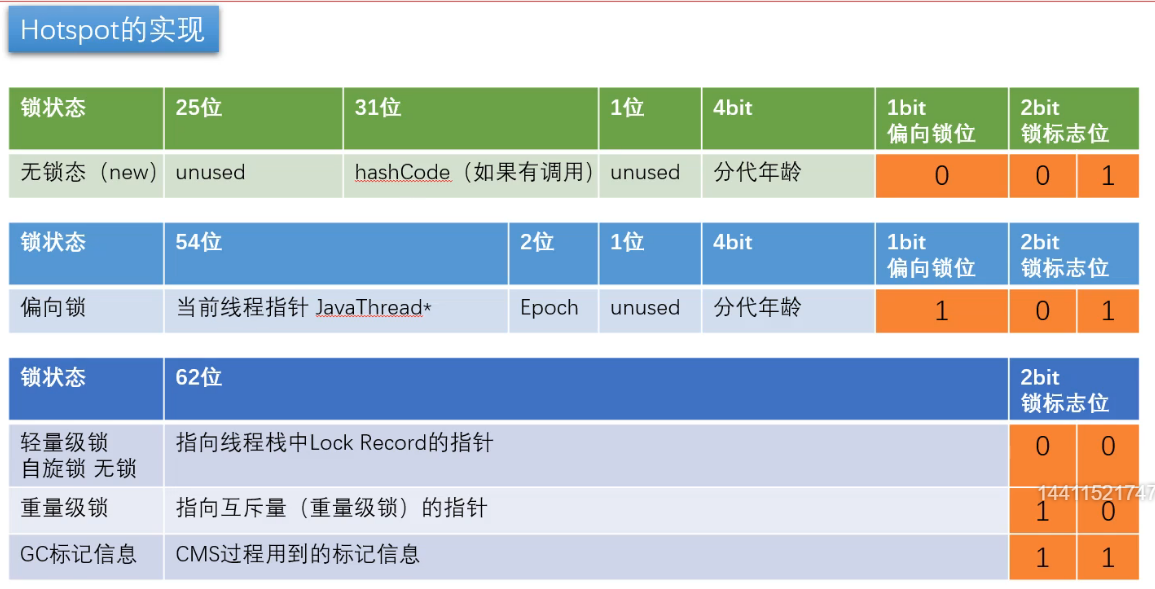 Hotspot的实现
锁状态 25位 31位 1位 4bit 1bit 2bit
偏向锁位 锁标志位
无锁态（new） unused hashCode（如果有调用） unused 分代年龄 0 0 1
锁状态 54位 2位 1位 4bit 1bit 2bit
偏向锁位 锁标志位
偏向锁 当前线程指针 JavaThread* Epoch unused 分代年龄 1 0 1
锁状态 62位 2bit
锁标志位
轻量级锁 指向线程栈中Lock Record的指针 0 0
自旋锁 无锁
14411521747
重量级锁 指向互斥量（重量级锁）的指针 1 0
GC标记信息 CMS过程用到的标记信息 1 1